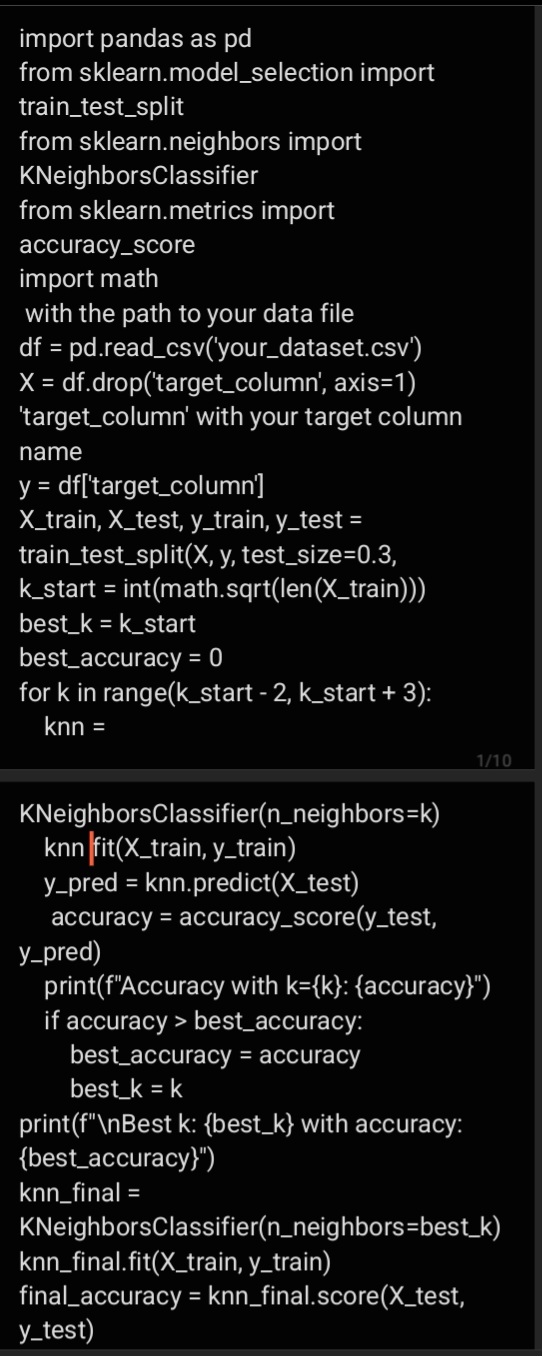 import pandas as pd
from sklearn.model_selection import
train_test_split
from sklearn.neighbors import
KNeighborsClassifier
from sklearn.metrics import
accuracy_score
import math
with the path to your data file
df = pd.read_csv('your_dataset.csv')
X = df.drop('target_column', axis=1)
'target_column' with your target column
name
y = df['target_column']
X_train, X_test, y_train, y_test =
train_test_split(X, y, test_size=0.3,
k_start = int(math.sqrt(len(X_train)))
best_k = k_start
best_accuracy = 0
for k in range(k_start - 2, k_start + 3):
    knn =
1/10
KNeighborsClassifier(n_neighbors=k)
    knn fit(X_train, y_train)
    y_pred = knn.predict(X_test)
     accuracy = accuracy_score(y_test,
y_pred)
    print(f"Accuracy with k={k}: {accuracy}")
    if accuracy > best_accuracy:
        best_accuracy = accuracy
        best_k = k
print(f"\nBest k: {best_k} with accuracy:
{best_accuracy}")
knn_final =
KNeighborsClassifier(n_neighbors=best_k)
knn_final.fit(X_train, y_train)
final_accuracy = knn_final.score(X_test,
y_test)